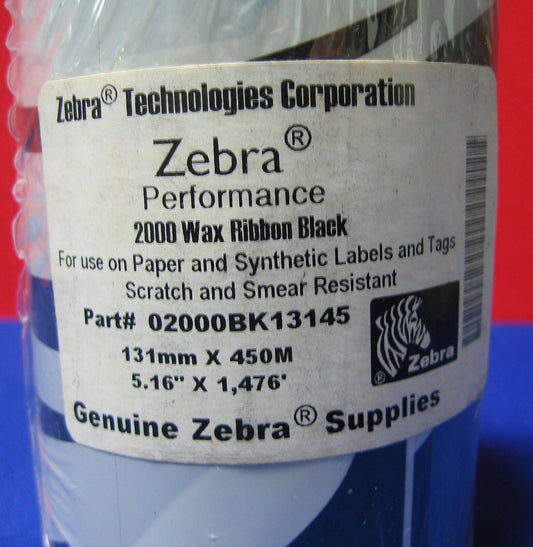 Zebra® Technologies Corporation
Zebra®
Performance
2000 Wax Ribbon Black
For use on Paper and Synthetic Labels and Tags
Scratch and Smear Resistant
Part# 02000BK13145
131mm X 450M
5.16" X 1,476'
Zebra
®
Genuine Zebra® Supplies